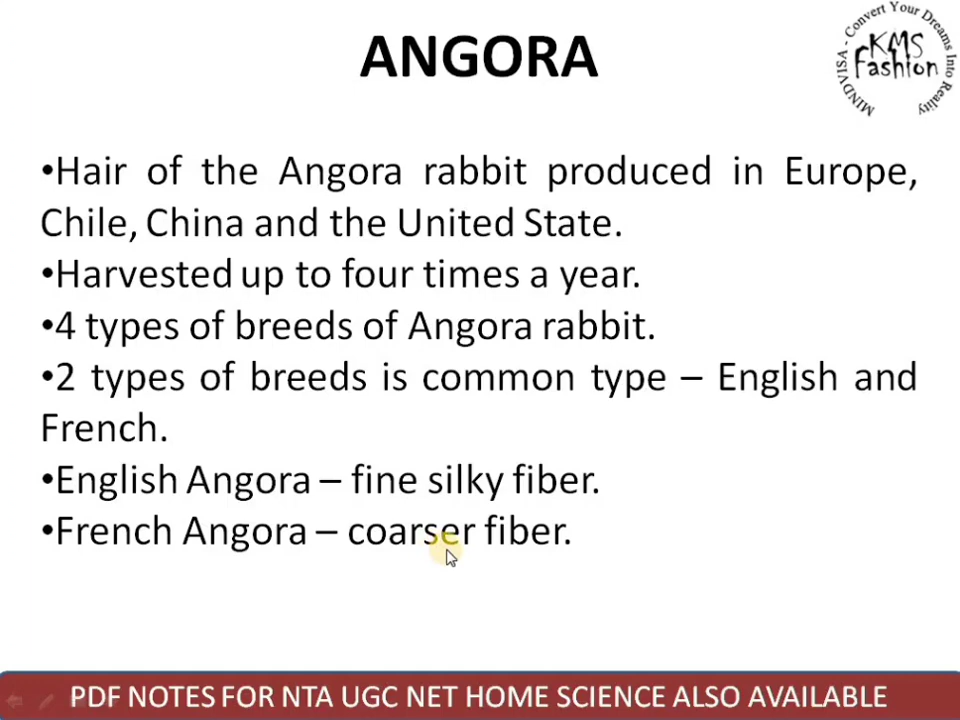 ANGORA
MINDVISA - Convert Your Dreams Into Reality
KMS
Fashion
•Hair of the Angora rabbit produced in Europe,
Chile, China and the United State.
•Harvested up to four times a year.
•4 types of breeds of Angora rabbit.
•2 types of breeds is common type – English and
French.
•English Angora – fine silky fiber.
•French Angora – coarser fiber.
PDF NOTES FOR NTA UGC NET HOME SCIENCE ALSO AVAILABLE